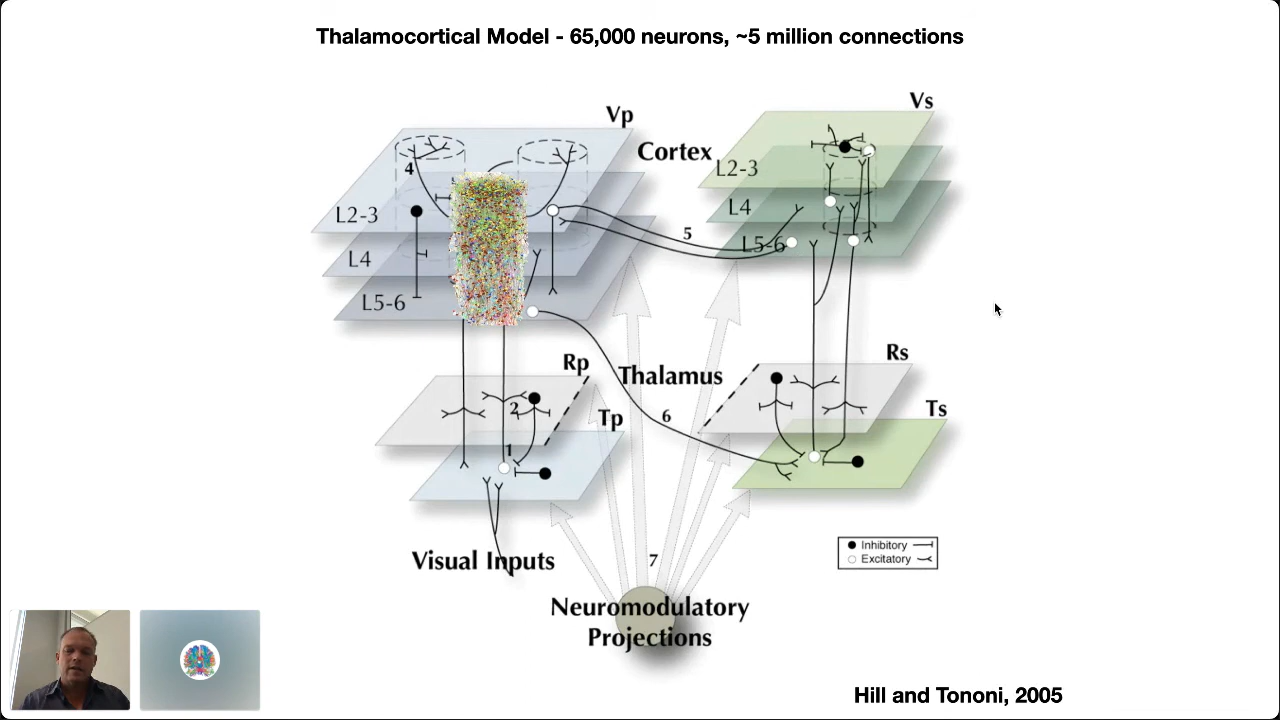 Thalamocortical Model - 65,000 neurons, ~5 million connections
Vp
Vs
Cortex
4
L2-3
L4
L5-6
L2-3
L4
L5-6
5
Rp
Thalamus
Rs
2
Tp
6
Ts
1
Visual Inputs
7
Inhibitory
Excitatory
Neuromodulatory
Projections
Hill and Tononi, 2005